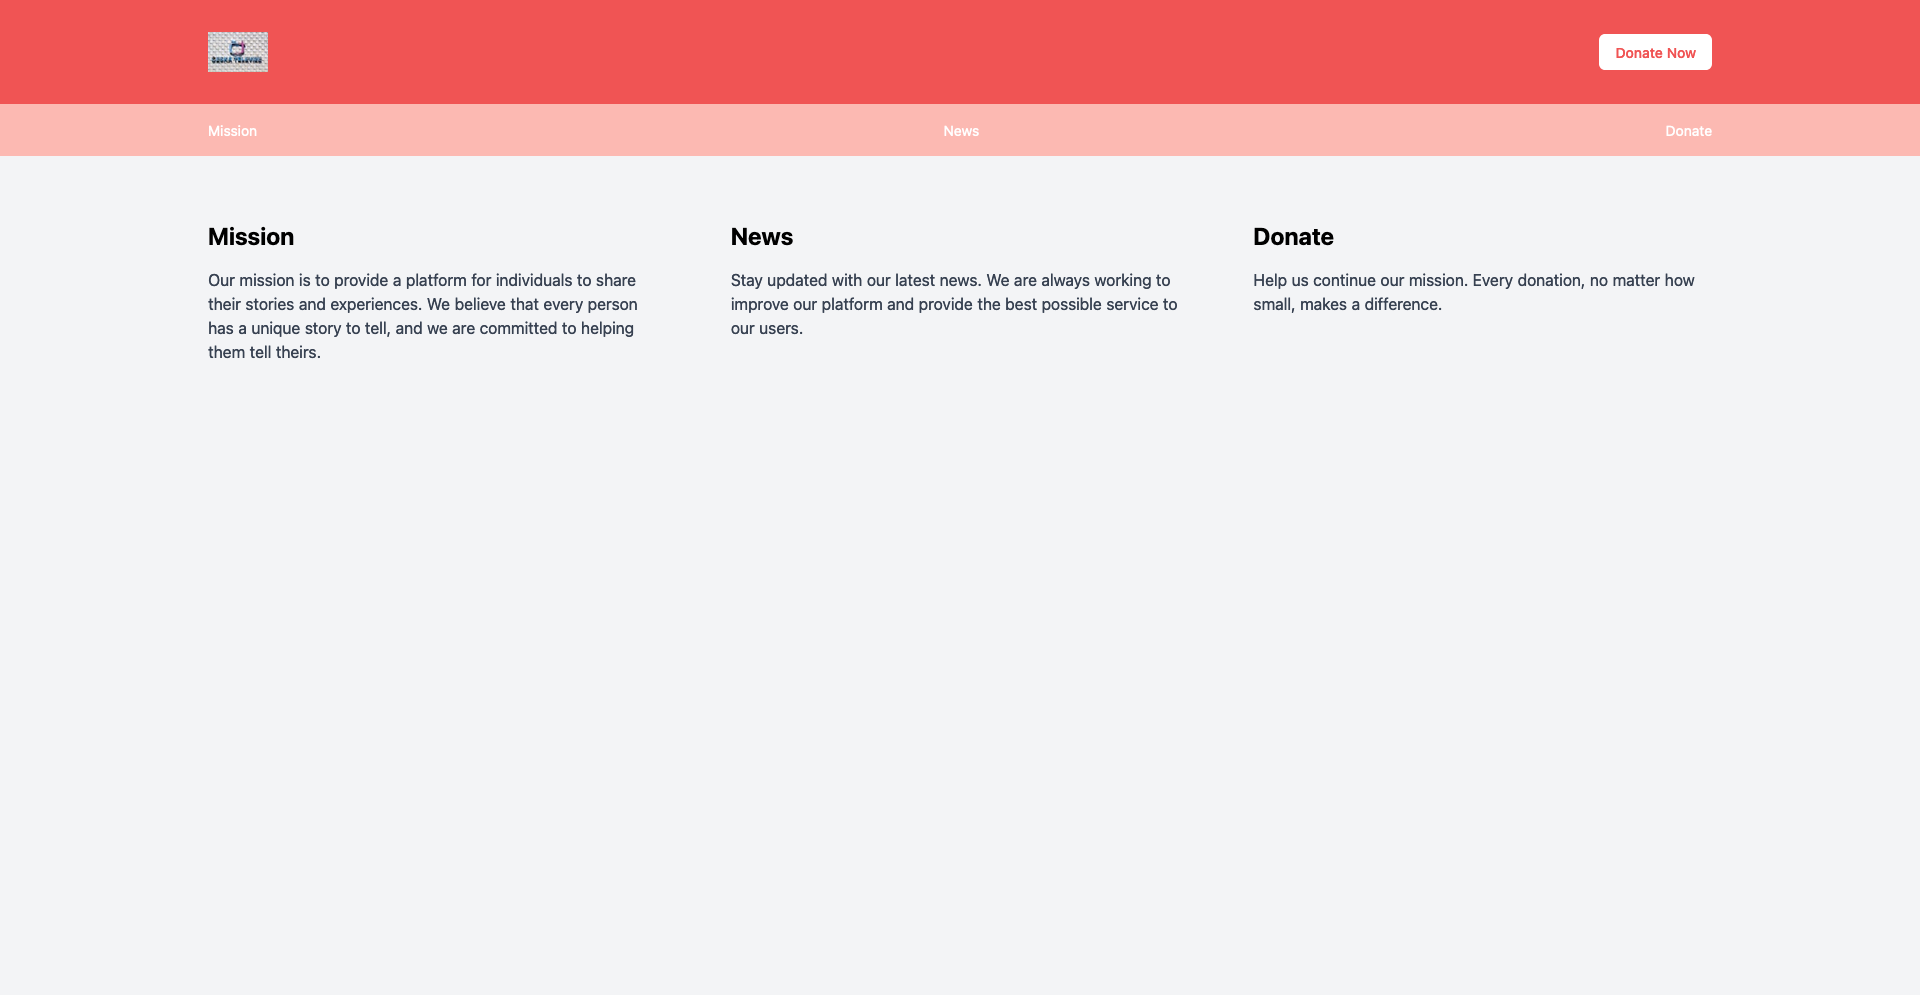 ČESKÁ TELEVIZE
Donate Now
Mission
News
Donate
Mission
Our mission is to provide a platform for individuals to share
their stories and experiences. We believe that every person
has a unique story to tell, and we are committed to helping
them tell theirs.
News
Stay updated with our latest news. We are always working to
improve our platform and provide the best possible service to
our users.
Donate
Help us continue our mission. Every donation, no matter how
small, makes a difference.